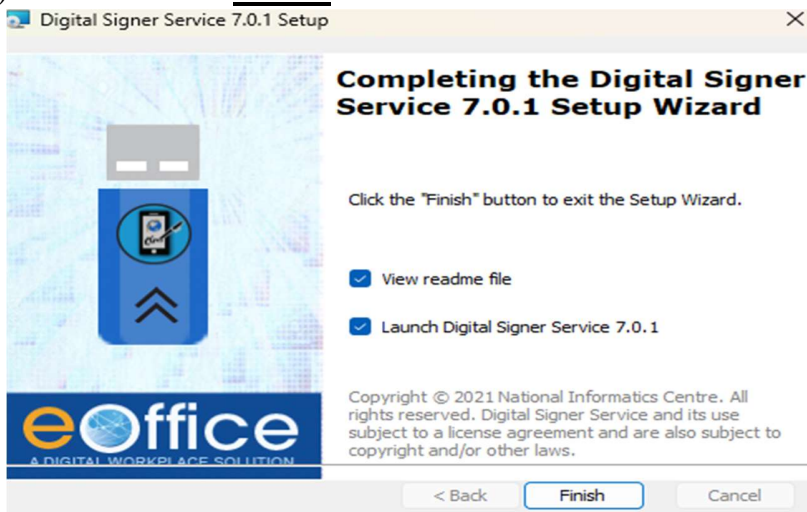 Digital Signer Service 7.0.1 Setup
Completing the Digital Signer
Service 7.0.1 Setup Wizard
Click the "Finish" button to exit the Setup Wizard.
View readme file
Launch Digital Signer Service 7.0.1
Copyright © 2021 National Informatics Centre. All
rights reserved. Digital Signer Service and its use
subject to a license agreement and are also subject to
copyright and/or other laws.
eOffice
A DIGITAL WORKPLACE SOLUTION
< Back Finish Cancel